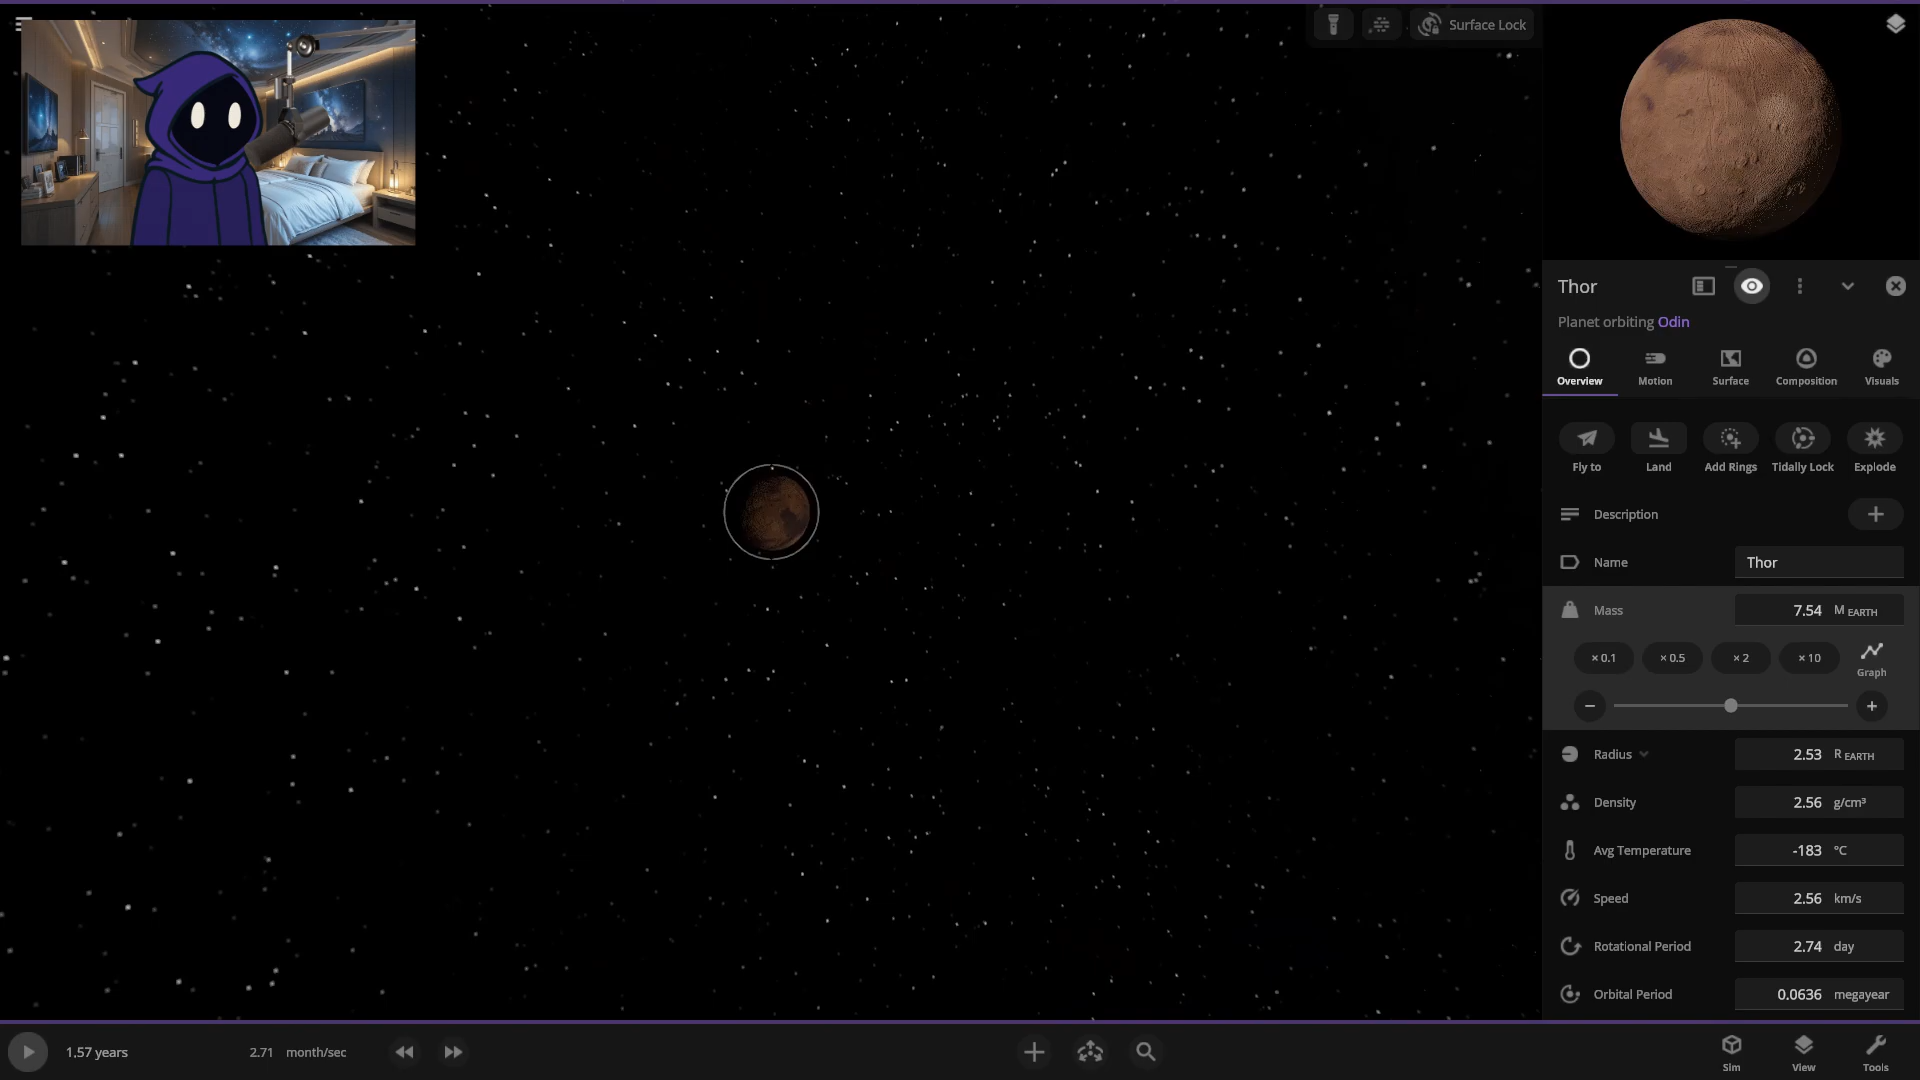 Surface Lock
Thor
Planet orbiting Odin
Overview
Motion
Surface
Composition
Visuals
Fly to
Land
Add Rings
Tidally Lock
Explode
Description
Name
Thor
Mass
7.54 M EARTH
× 0.1
× 0.5
× 2
× 10
Graph
Radius
2.53 R EARTH
Density
2.56 g/cm³
Avg Temperature
-183 °C
Speed
2.56 km/s
Rotational Period
2.74 day
Orbital Period
0.0636 megayear
1.57 years
2.71 month/sec
Sim
View
Tools